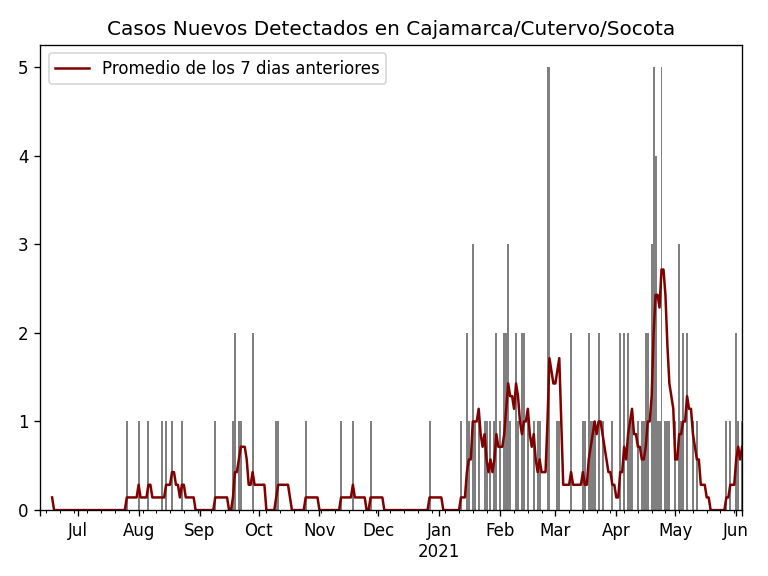 Casos Nuevos Detectados en Cajamarca/Cutervo/Socota
Promedio de los 7 dias anteriores
5
4
3
2
1
0
Jul Aug Sep Oct Nov Dec Jan Feb Mar Apr May Jun
2021